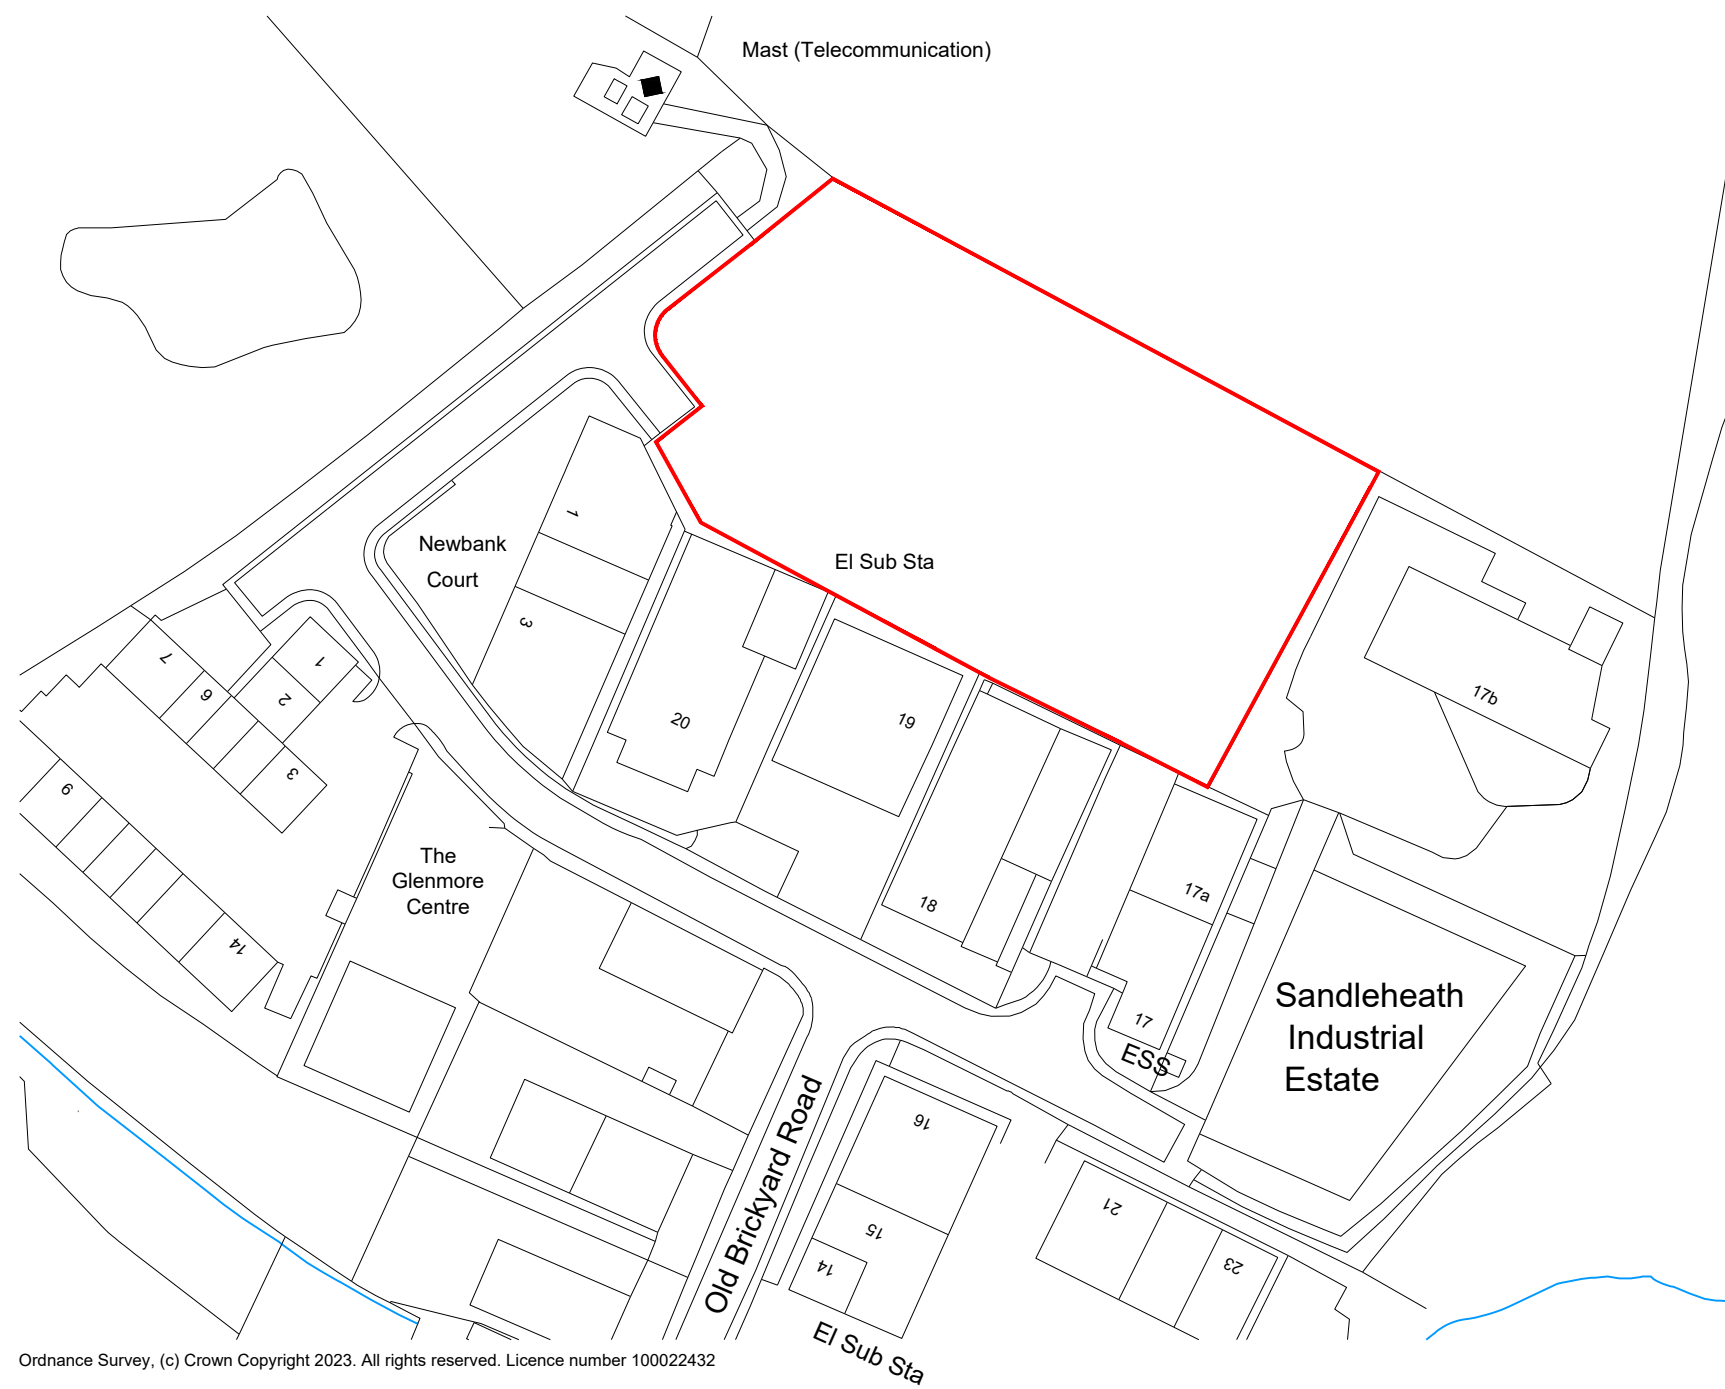 Mast (Telecommunication)
1
Newbank
Court
El Sub Sta
3
7
1
6
2
20
19
17b
3
9
The
Glenmore
Centre
17a
18
14
Sandleheath
Industrial
Estate
17
ESS
Old Brickyard Road
16
15
14
21
23
El Sub Sta
Ordnance Survey, (c) Crown Copyright 2023. All rights reserved. Licence number 100022432